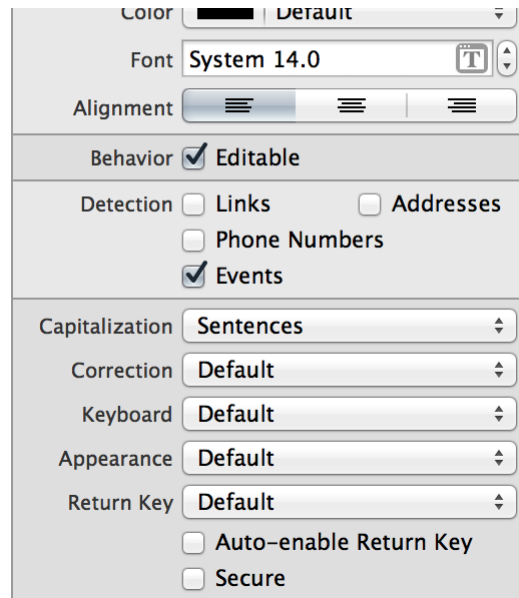 Color Default
Font System 14.0 T
Alignment
Behavior Editable
Detection Links Addresses
Phone Numbers
Events
Capitalization Sentences
Correction Default
Keyboard Default
Appearance Default
Return Key Default
Auto-enable Return Key
Secure